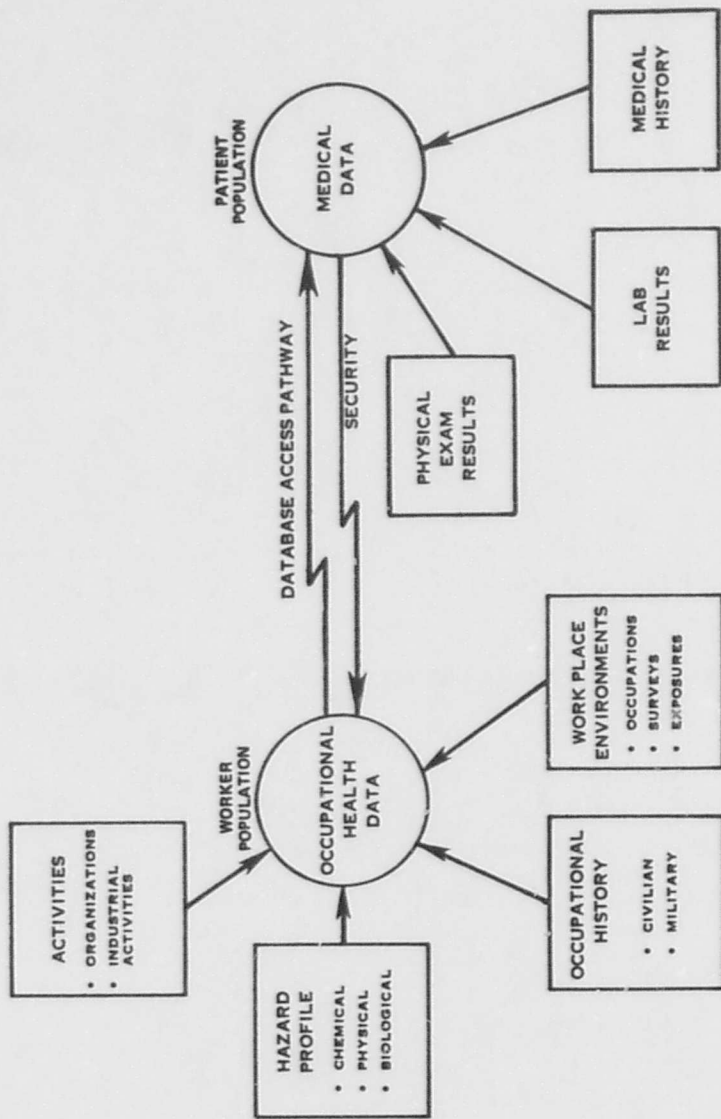 ACTIVITIES
• ORGANIZATIONS
• INDUSTRIAL
ACTIVITIES
HAZARD
PROFILE
• CHEMICAL
• PHYSICAL
• BIOLOGICAL
WORKER
POPULATION
OCCUPATIONAL
HEALTH
DATA
OCCUPATIONAL
HISTORY
• CIVILIAN
• MILITARY
WORK PLACE
ENVIRONMENTS
• OCCUPATIONS
• SURVEYS
• EXPOSURES
DATABASE ACCESS PATHWAY
SECURITY
PATIENT
POPULATION
MEDICAL
DATA
PHYSICAL
EXAM
RESULTS
LAB
RESULTS
MEDICAL
HISTORY